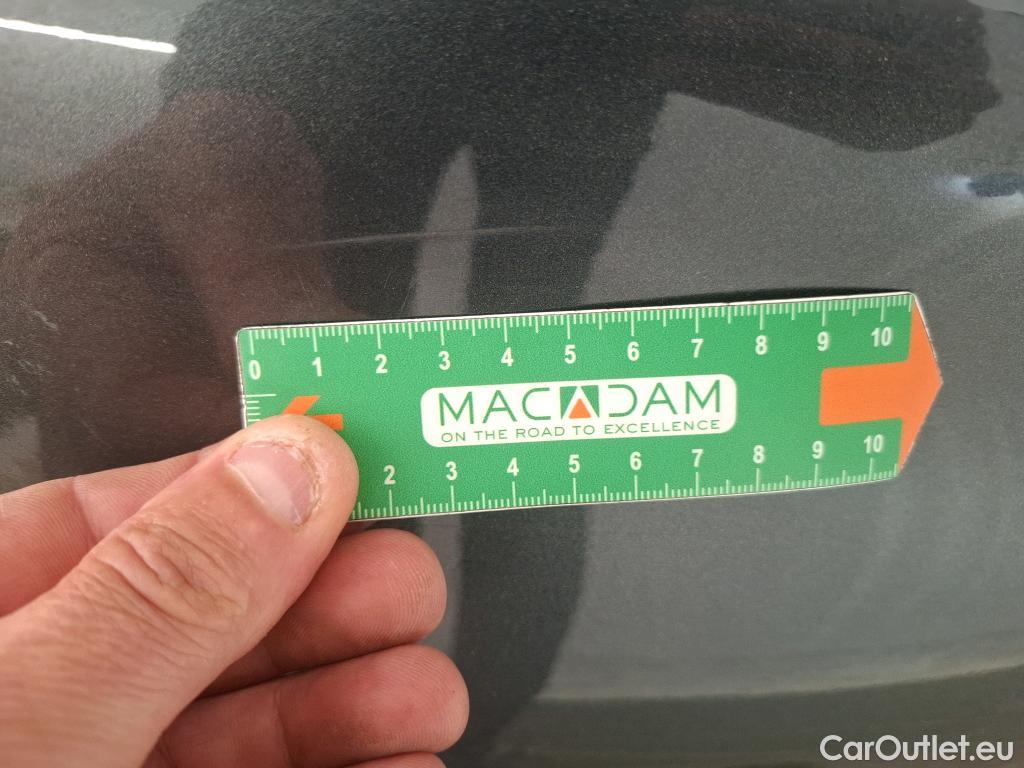 0 1 2 3 4 5 6 7 8 9 10
MACADAM
ON THE ROAD TO EXCELLENCE
2 3 4 5 6 7 8 9 10
CarOutlet.eu